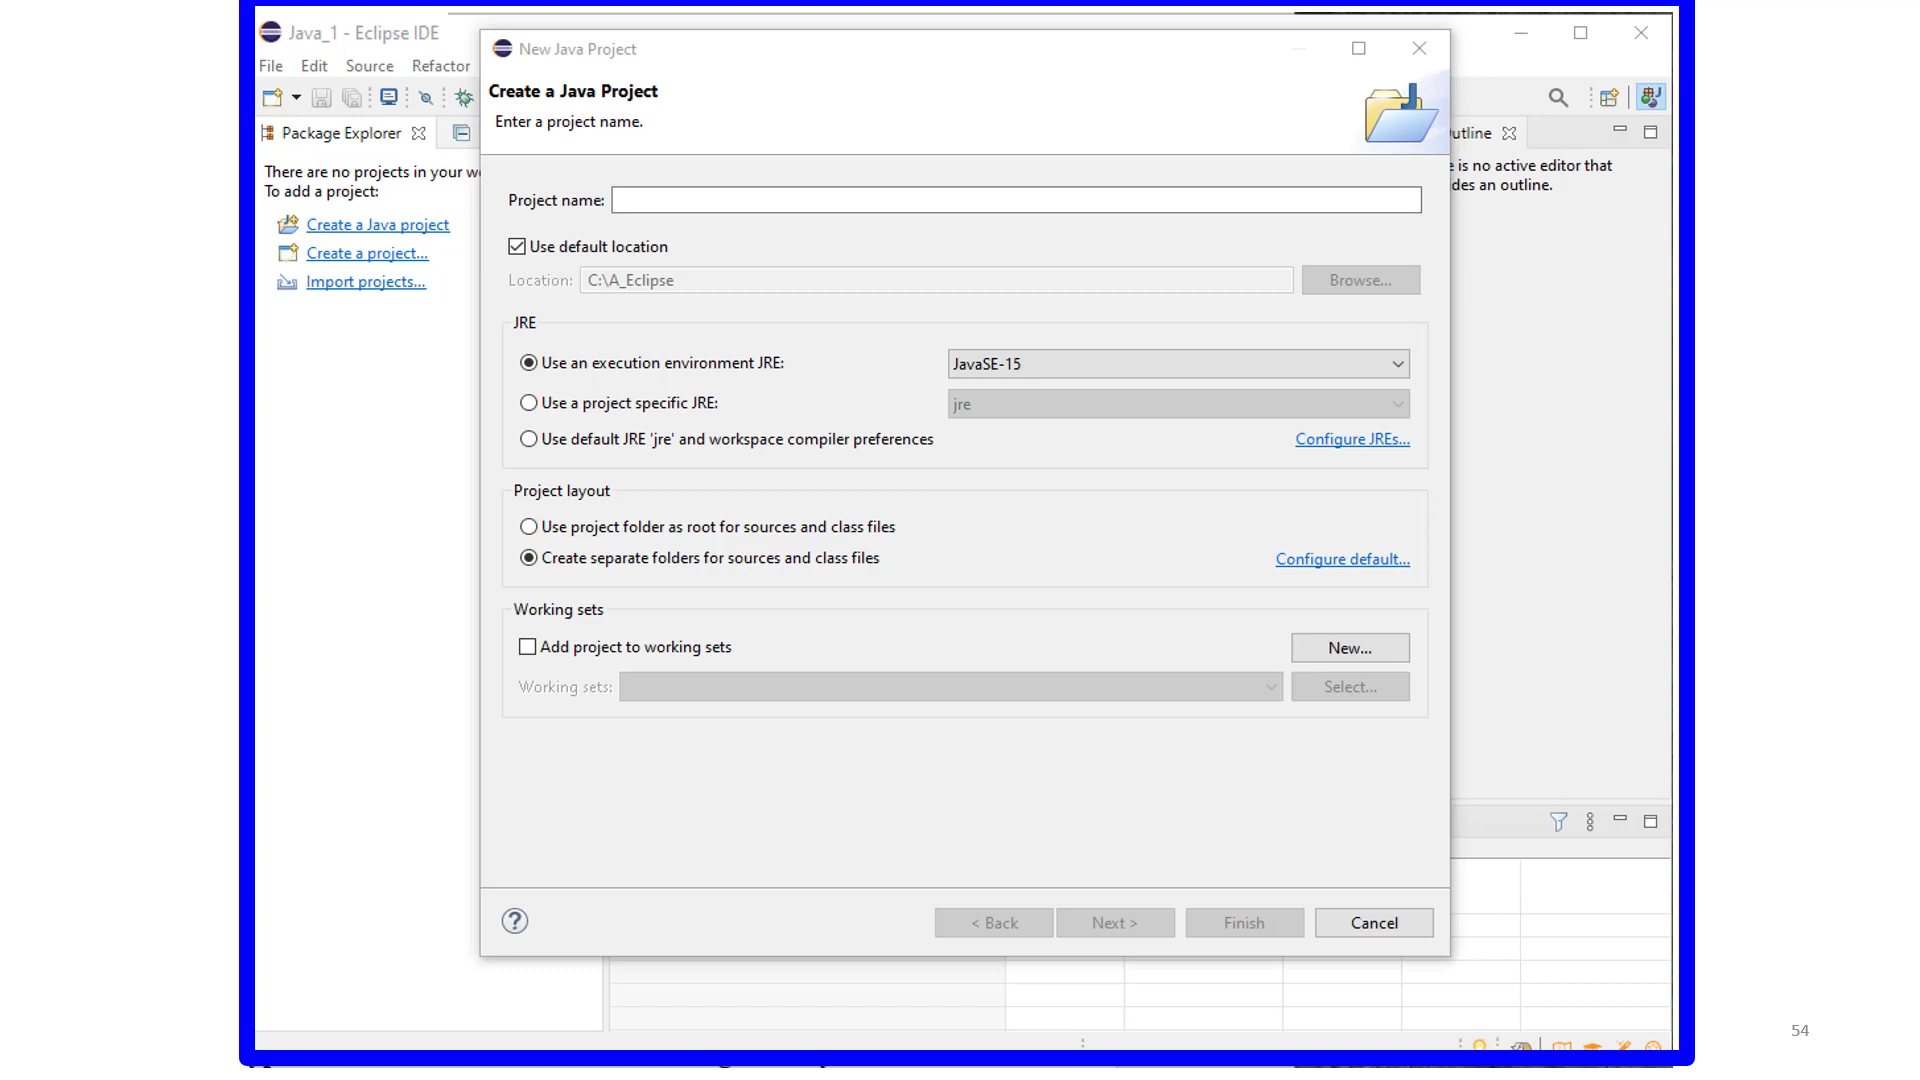 Java_1 - Eclipse IDE
File Edit Source Refactor
Package Explorer
There are no projects in your
To add a project:
Create a Java project
Create a project...
Import projects...
New Java Project
Create a Java Project
Enter a project name.
Project name:
Use default location
Location: C:\A_Eclipse Browse...
JRE
Use an execution environment JRE: JavaSE-15
Use a project specific JRE: jre
Use default JRE 'jre' and workspace compiler preferences Configure JREs...
Project layout
Use project folder as root for sources and class files
Create separate folders for sources and class files Configure default...
Working sets
Add project to working sets New...
Working sets: Select...
? < Back Next > Finish Cancel
utline
e is no active editor that
des an outline.
54